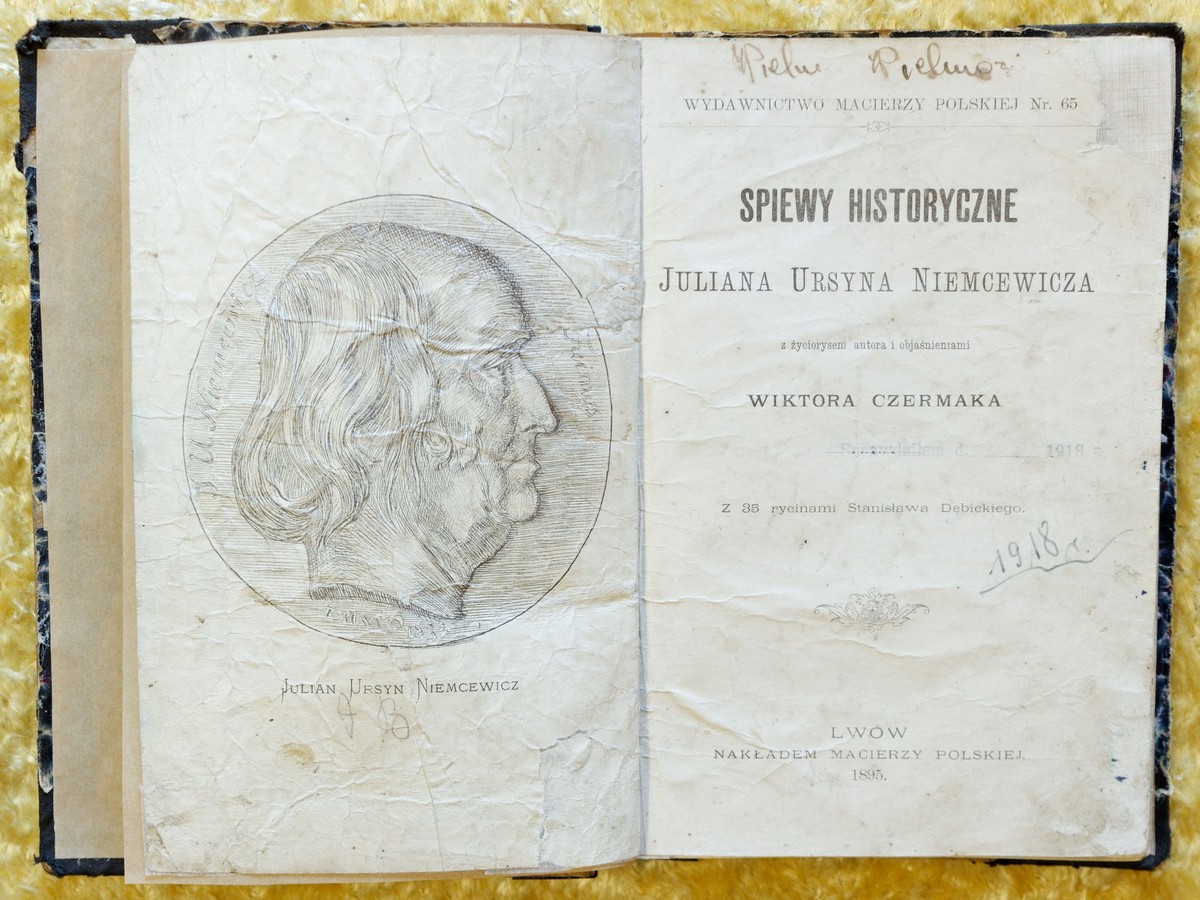 JULIAN URSYN NIEMCEWICZ
WYDAWNICTWO MACIERZY POLSKIEJ Nr. 65
SPIEWY HISTORYCZNE
JULIANA URSYNA NIEMCEWICZA
z życiorysem autora i objaśnieniami
WIKTORA CZERMAKA
1918 r.
Z 35 rycinami Stanisława Dębickiego.
1918 r.
LWÓW
NAKŁADEM MACIERZY POLSKIEJ.
1895.